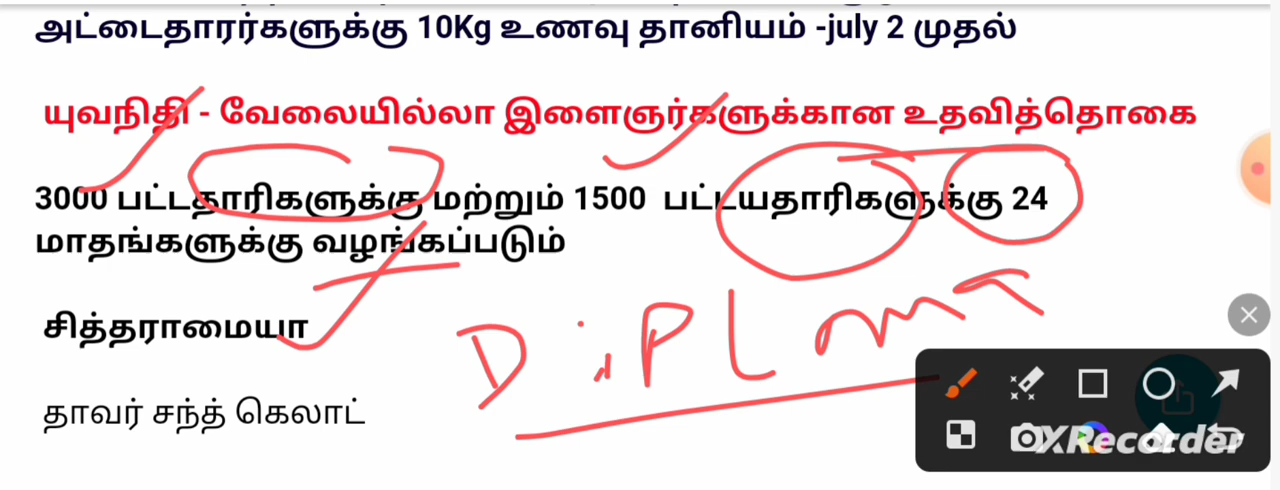 அட்டைதாரர்களுக்கு 10Kg உணவு தானியம் -july 2 முதல்
யுவநிதி - வேலையில்லா இளைஞர்களுக்கான உதவித்தொகை
3000 பட்டதாரிகளுக்கு மற்றும் 1500 பட்டயதாரிகளுக்கு 24
மாதங்களுக்கு வழங்கப்படும்
சித்தராமையா
Diploma
தாவர் சந்த் கெலாட்
XRecorder